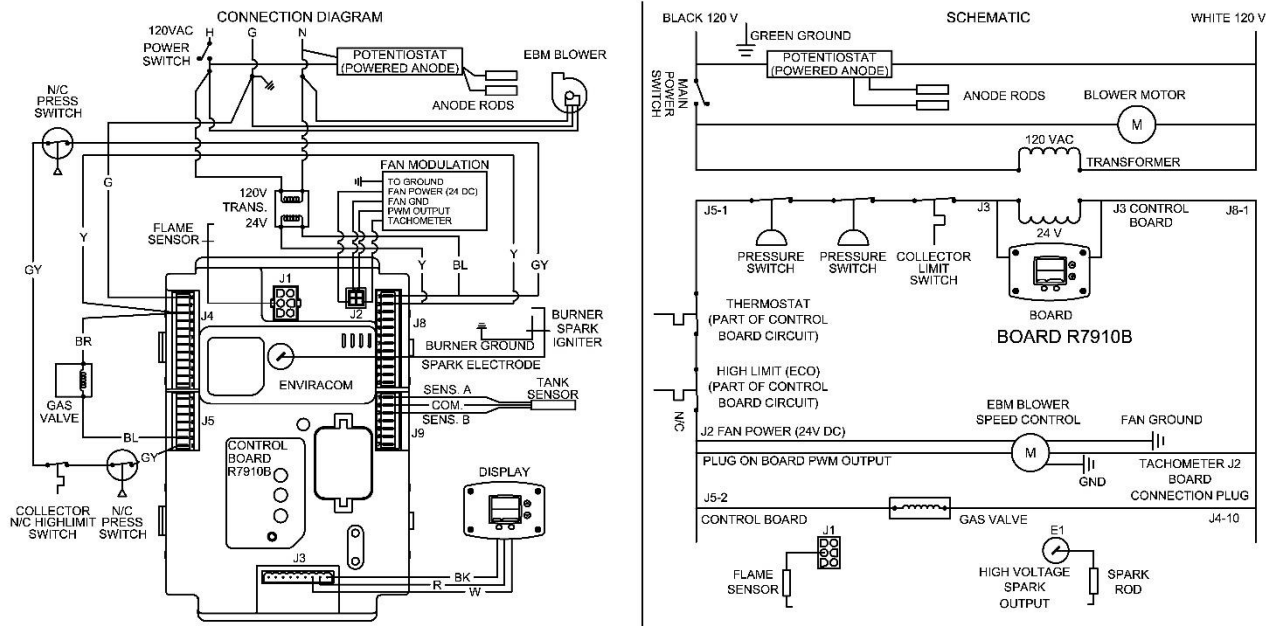 CONNECTION DIAGRAM
120VAC
POWER
SWITCH
H
G
N
POTENTIOSTAT
(POWERED ANODE)
ANODE RODS
EBM BLOWER
N/C
PRESS
SWITCH
G
Y
GY
FAN MODULATION
TO GROUND
FAN POWER (24 DC)
FAN GND
PWM OUTPUT
TACHOMETER
120V
TRANS.
24V
FLAME
SENSOR
Y
BL
Y
GY
J1
J2
J4
J8
BURNER
SPARK
IGNITER
BURNER GROUND
SPARK ELECTRODE
BR
GAS
VALVE
ENVIRACOM
SENS. A
COM.
SENS. B
TANK
SENSOR
J5
J9
BL
GY
CONTROL
BOARD
R7910B
DISPLAY
COLLECTOR
N/C HIGHLIMIT
SWITCH
N/C
PRESS
SWITCH
J3
BK
R
W
BLACK 120 V
SCHEMATIC
WHITE 120 V
GREEN GROUND
POTENTIOSTAT
(POWERED ANODE)
ANODE RODS
MAIN
POWER
SWITCH
BLOWER MOTOR
M
120 VAC
TRANSFORMER
J5-1
J3
24 V
J3 CONTROL
BOARD
J8-1
PRESSURE
SWITCH
PRESSURE
SWITCH
COLLECTOR
LIMIT
SWITCH
BOARD
BOARD R7910B
THERMOSTAT
(PART OF CONTROL
BOARD CIRCUIT)
HIGH LIMIT (ECO)
(PART OF CONTROL
BOARD CIRCUIT)
N/C
EBM BLOWER
SPEED CONTROL
FAN GROUND
J2 FAN POWER (24V DC)
M
PLUG ON BOARD PWM OUTPUT
GND
TACHOMETER J2
BOARD
CONNECTION PLUG
J5-2
CONTROL BOARD
GAS VALVE
J4-10
J1
FLAME
SENSOR
E1
HIGH VOLTAGE
SPARK
OUTPUT
SPARK
ROD